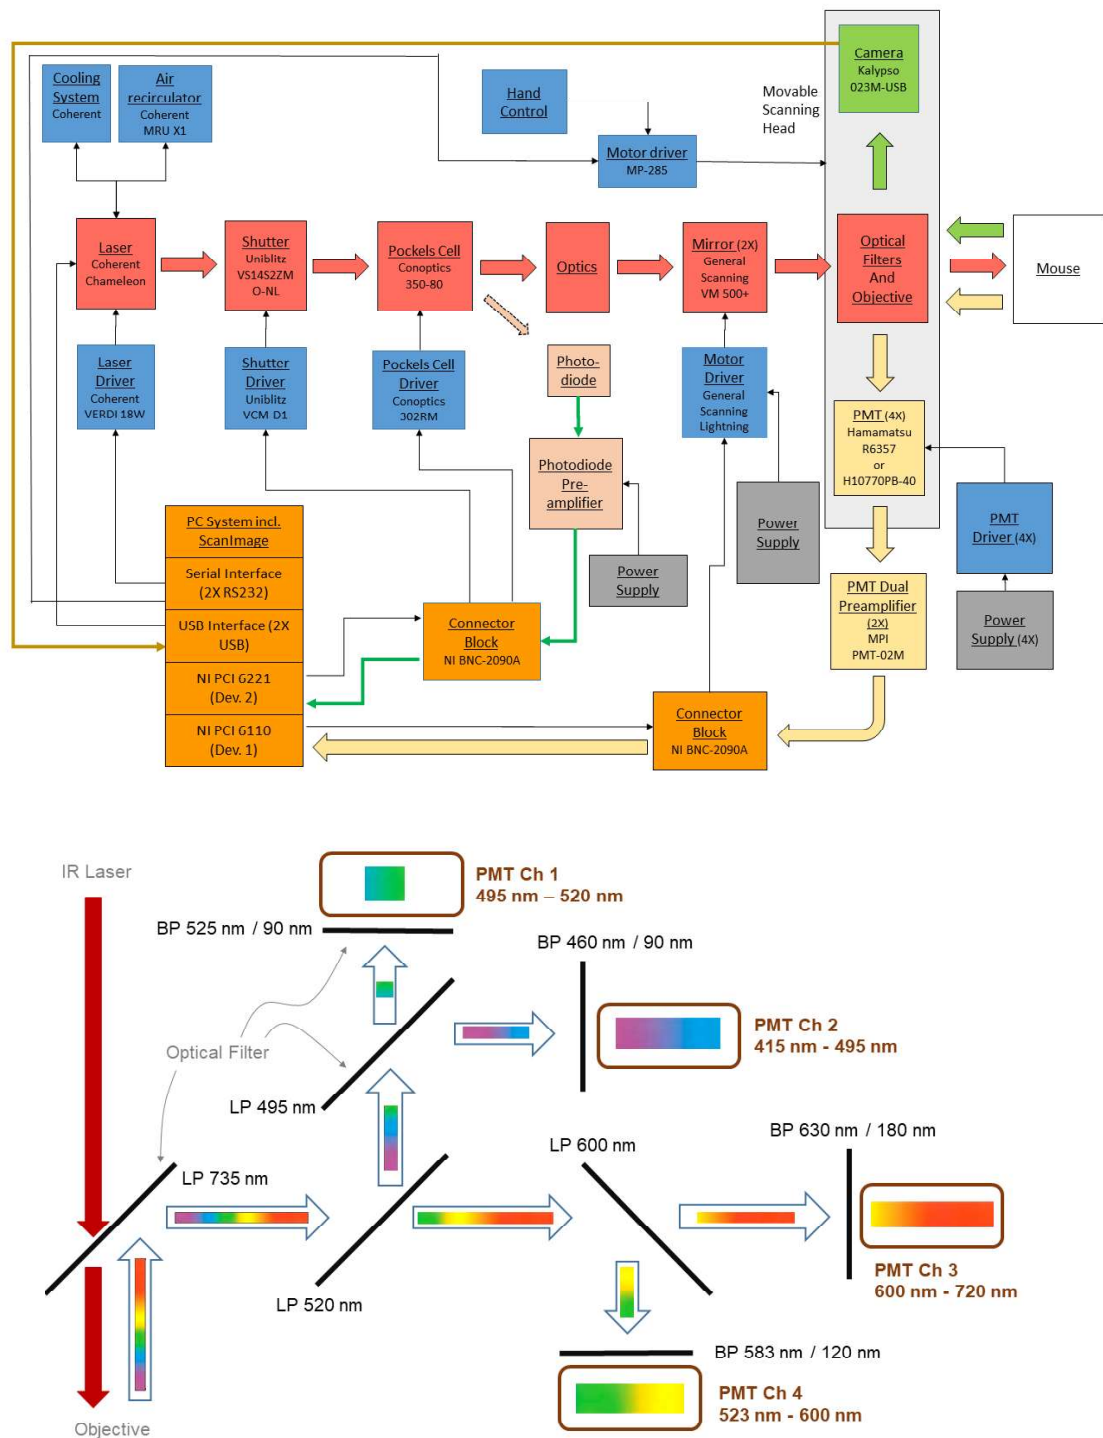 Camera
Kalypso
023M-USB
Cooling
System
Coherent
Air
recirculator
Coherent
MRU X1
Hand
Control
Movable
Scanning
Head
Motor driver
MP-285
Laser
Coherent
Chameleon
Shutter
Uniblitz
VS14S2ZM
O-NL
Pockels Cell
Conoptics
350-80
Optics
Mirror (2X)
General
Scanning
VM 500+
Optical
Filters
And
Objective
Mouse
Laser
Driver
Coherent
VERDI 18W
Shutter
Driver
Uniblitz
VCM D1
Pockels Cell
Driver
Conoptics
302RM
Photo-
diode
Motor
Driver
General
Scanning
Lightning
PMT (4X)
Hamamatsu
R6357
or
H10770PB-40
Photodiode
Pre-
amplifier
Power
Supply
Power
Supply
PMT
Driver (4X)
Power
Supply (4X)
PC System incl.
ScanImage
Serial Interface
(2X RS232)
USB Interface (2X
USB)
NI PCI 6221
(Dev. 2)
NI PCI 6110
(Dev. 1)
Connector
Block
NI BNC-2090A
PMT Dual
Preamplifier
(2X)
MPI
PMT-02M
Connector
Block
NI BNC-2090A
IR Laser
PMT Ch 1
495 nm – 520 nm
BP 525 nm / 90 nm
BP 460 nm / 90 nm
PMT Ch 2
415 nm - 495 nm
Optical Filter
LP 495 nm
LP 735 nm
LP 600 nm
BP 630 nm / 180 nm
PMT Ch 3
600 nm - 720 nm
LP 520 nm
BP 583 nm / 120 nm
PMT Ch 4
523 nm - 600 nm
Objective